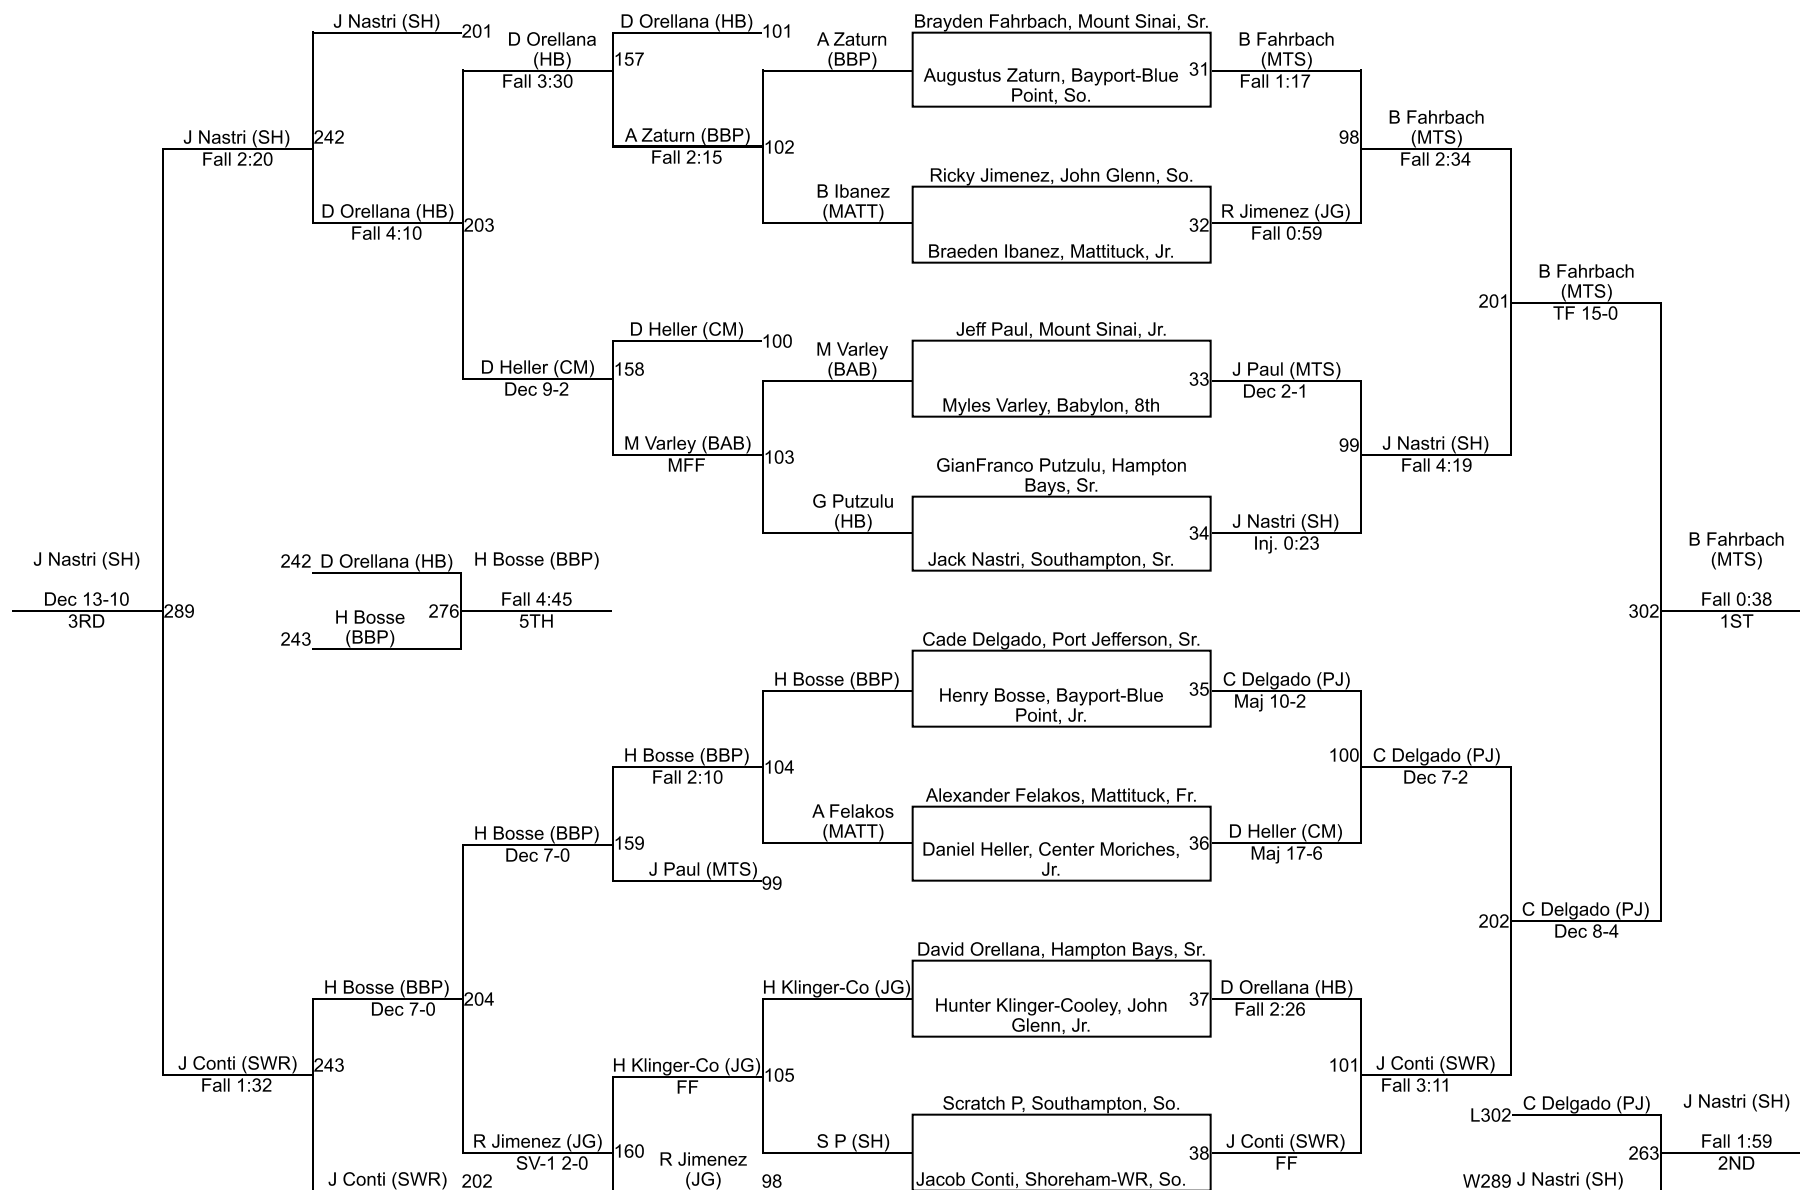 J Nastri (SH)
201
D Orellana
(HB)
Fall 3:30
D Orellana (HB)
101
157
A Zaturn
(BBP)
Brayden Fahrbach, Mount Sinai, Sr.
Augustus Zaturn, Bayport-Blue
Point, So.
31
B Fahrbach
(MTS)
Fall 1:17
J Nastri (SH)
Fall 2:20
242
A Zaturn (BBP)
Fall 2:15
102
98
B Fahrbach
(MTS)
Fall 2:34
D Orellana (HB)
Fall 4:10
203
B Ibanez
(MATT)
Ricky Jimenez, John Glenn, So.
Braeden Ibanez, Mattituck, Jr.
32
R Jimenez (JG)
Fall 0:59
201
B Fahrbach
(MTS)
TF 15-0
D Heller (CM)
100
D Heller (CM)
Dec 9-2
158
M Varley
(BAB)
Jeff Paul, Mount Sinai, Jr.
Myles Varley, Babylon, 8th
33
J Paul (MTS)
Dec 2-1
M Varley (BAB)
MFF
103
99
J Nastri (SH)
Fall 4:19
G Putzulu
(HB)
GianFranco Putzulu, Hampton
Bays, Sr.
Jack Nastri, Southampton, Sr.
34
J Nastri (SH)
Inj. 0:23
J Nastri (SH)
Dec 13-10
3RD
289
242
D Orellana (HB)
H Bosse
(BBP)
243
276
H Bosse (BBP)
Fall 4:45
5TH
302
B Fahrbach
(MTS)
Fall 0:38
1ST
H Bosse (BBP)
Cade Delgado, Port Jefferson, Sr.
Henry Bosse, Bayport-Blue
Point, Jr.
35
C Delgado (PJ)
Maj 10-2
H Bosse (BBP)
Fall 2:10
104
100
C Delgado (PJ)
Dec 7-2
A Felakos
(MATT)
Alexander Felakos, Mattituck, Fr.
Daniel Heller, Center Moriches,
Jr.
36
D Heller (CM)
Maj 17-6
H Bosse (BBP)
Dec 7-0
159
J Paul (MTS)
99
202
C Delgado (PJ)
Dec 8-4
H Bosse (BBP)
Dec 7-0
204
H Klinger-Co (JG)
David Orellana, Hampton Bays, Sr.
Hunter Klinger-Cooley, John
Glenn, Jr.
37
D Orellana (HB)
Fall 2:26
J Conti (SWR)
Fall 1:32
243
H Klinger-Co (JG)
FF
105
101
J Conti (SWR)
Fall 3:11
R Jimenez (JG)
SV-1 2-0
160
R Jimenez
(JG)
98
S P (SH)
Scratch P, Southampton, So.
Jacob Conti, Shoreham-WR, So.
38
J Conti (SWR)
FF
J Conti (SWR)
202
L302
C Delgado (PJ)
263
J Nastri (SH)
Fall 1:59
2ND
W289
J Nastri (SH)